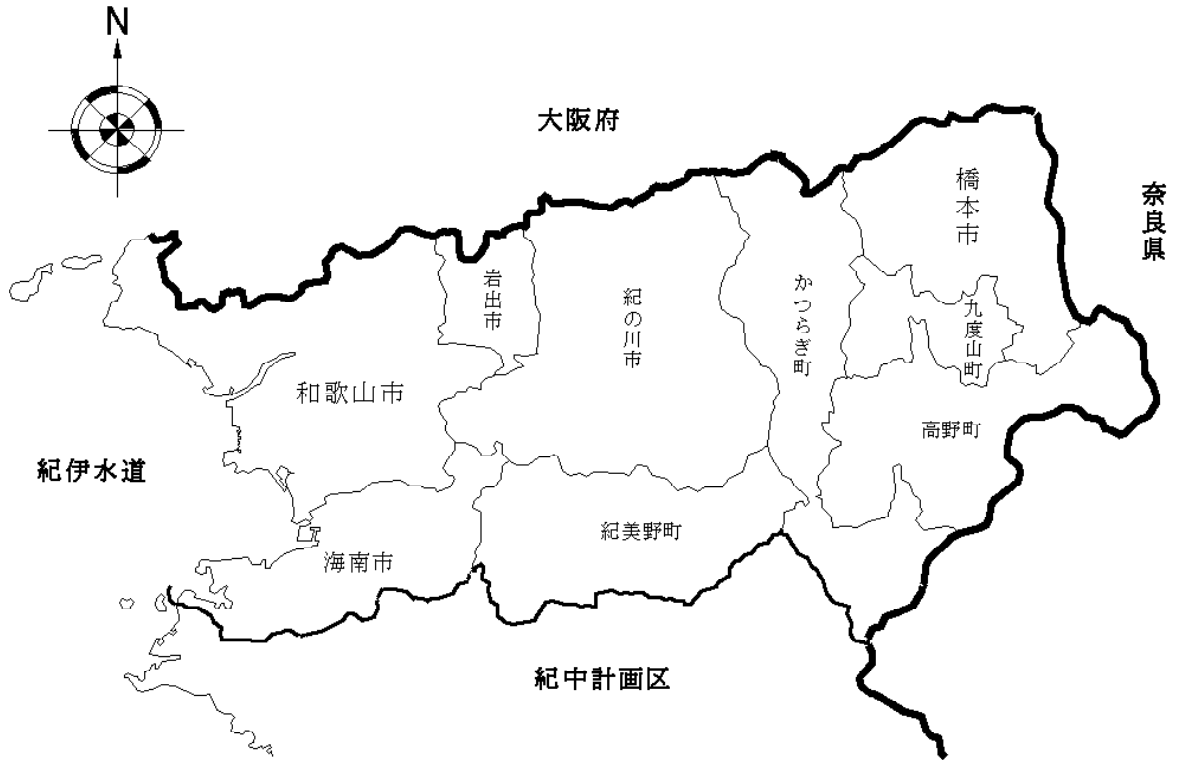 N
大阪府
奈良県
橋本市
岩出市
紀の川市
かつらぎ町
九度山町
和歌山市
高野町
紀伊水道
紀美野町
海南市
紀中計画区